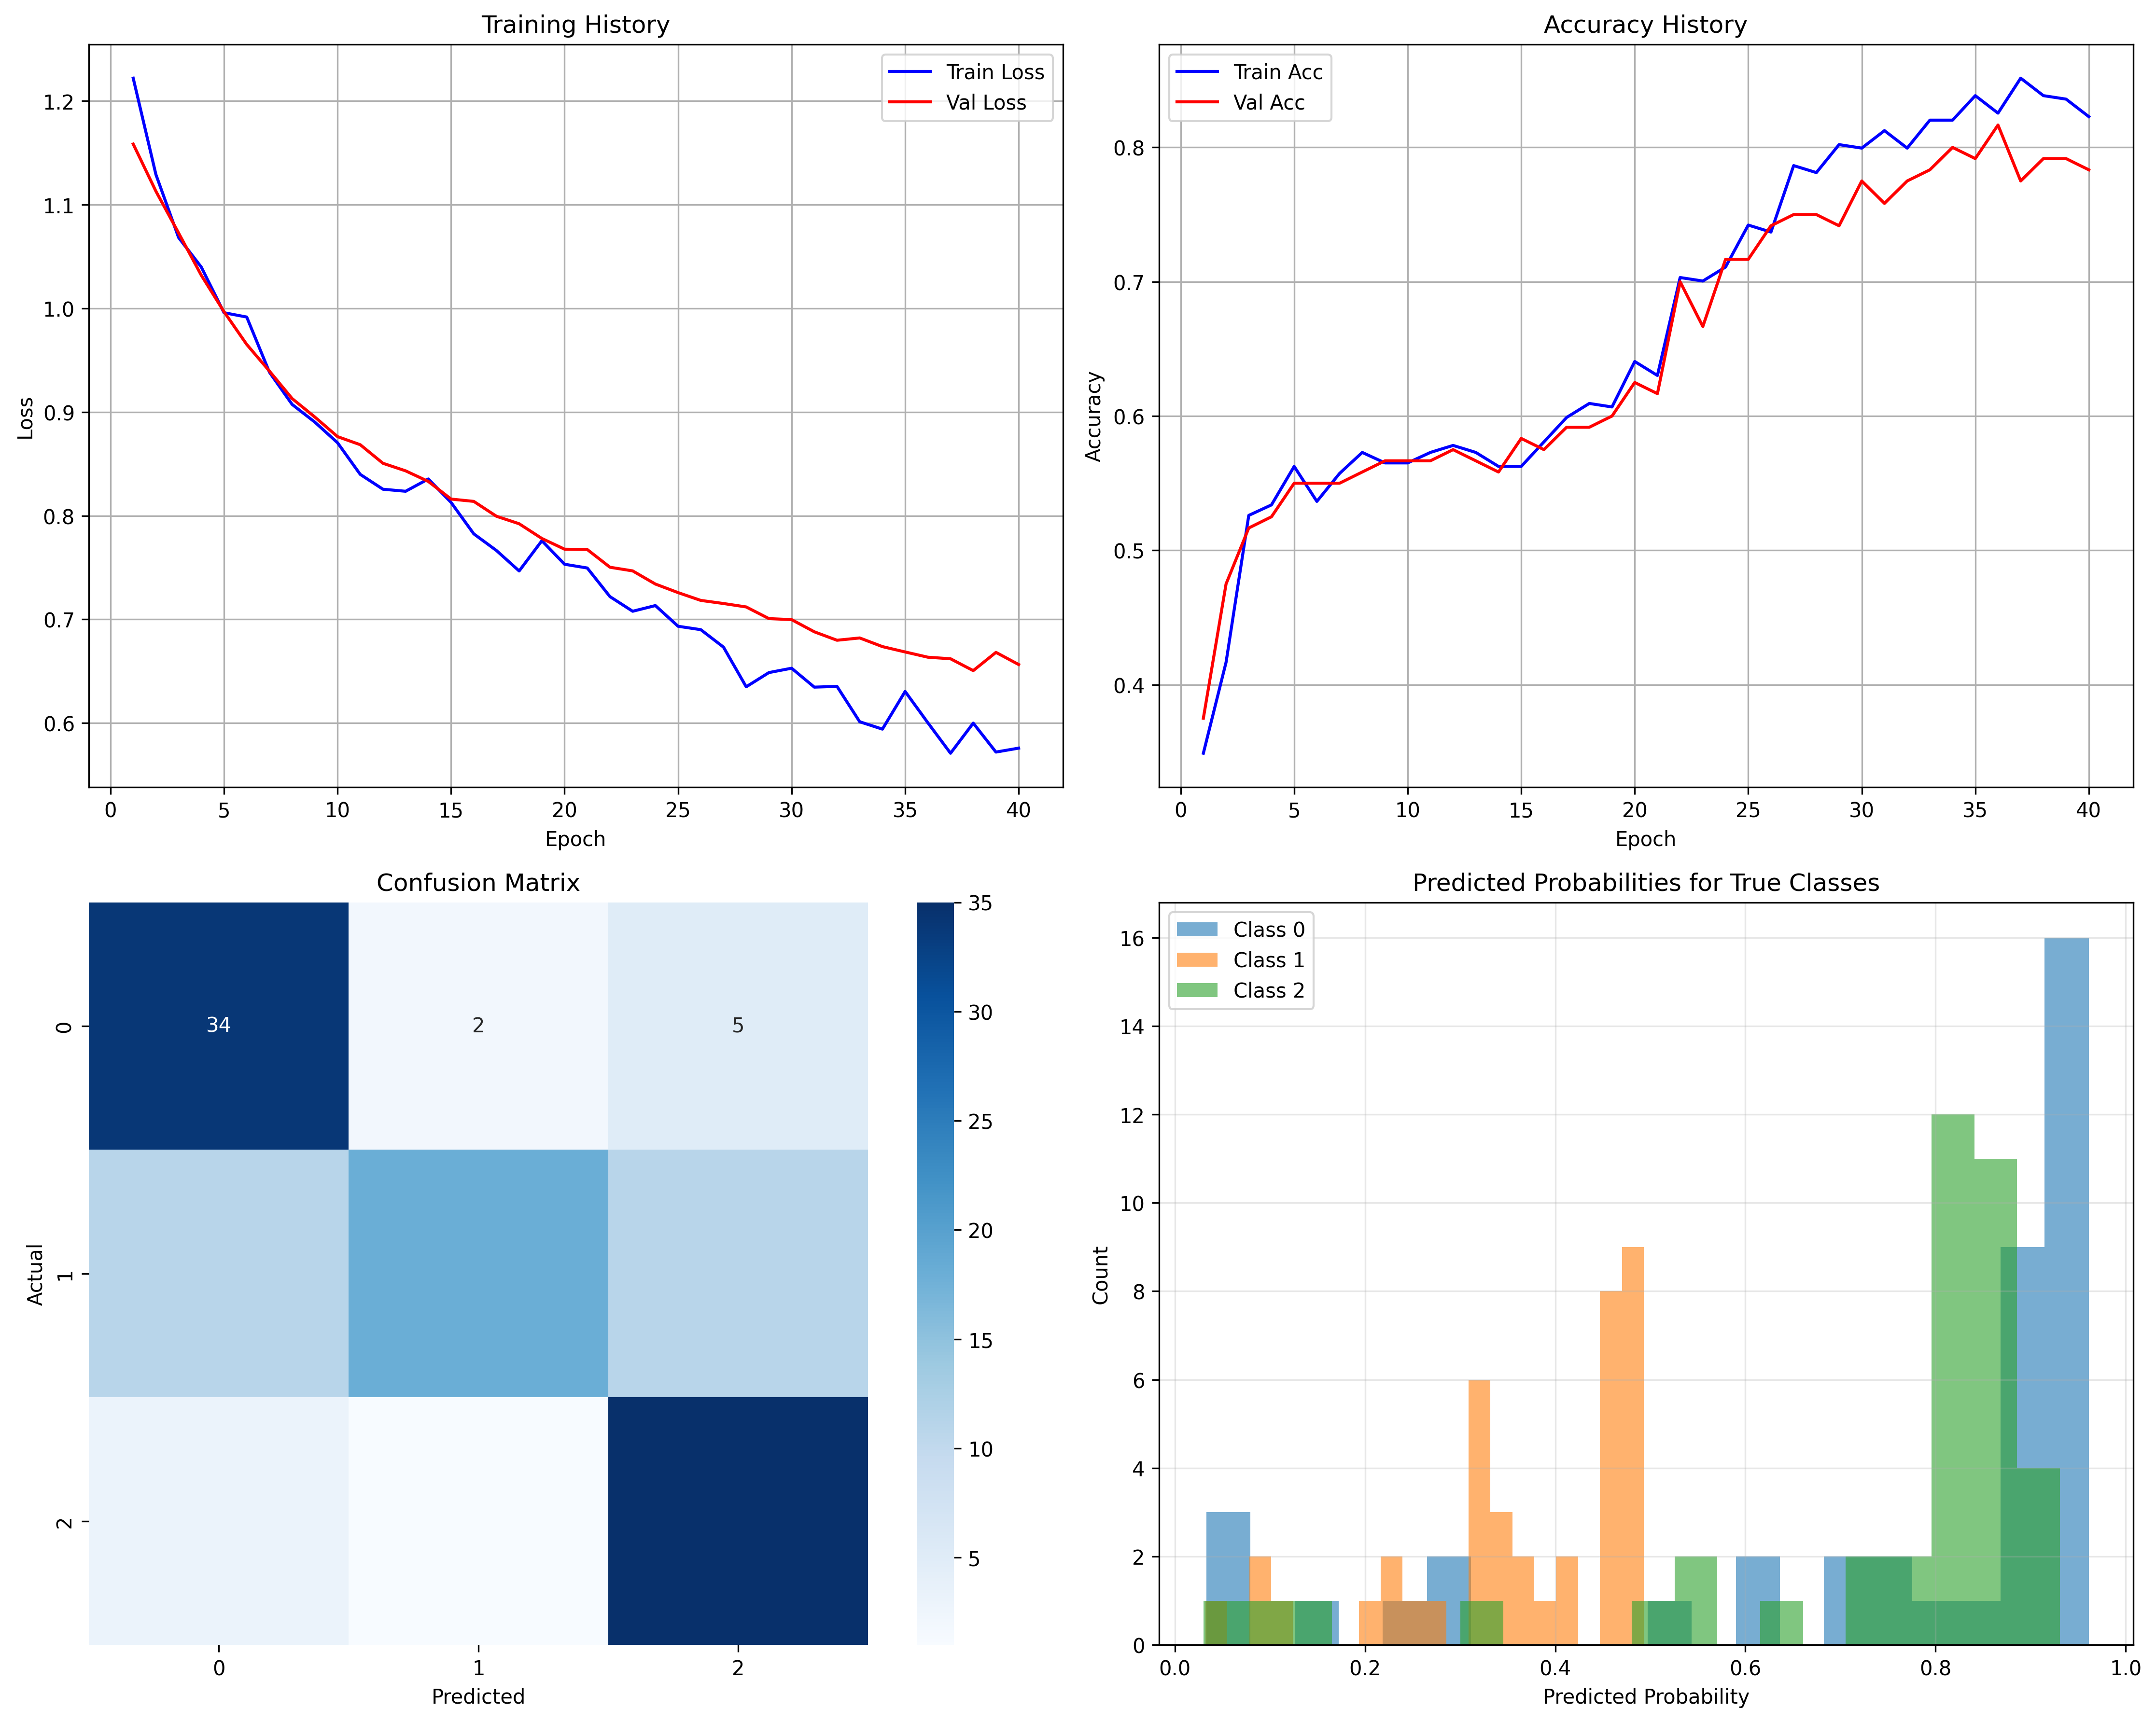 Training History
Train Loss
Val Loss
1.2
1.1
1.0
0.9
0.8
0.7
0.6
Loss
0 5 10 15 20 25 30 35 40
Epoch
Accuracy History
Train Acc
Val Acc
0.8
0.7
0.6
0.5
0.4
Accuracy
0 5 10 15 20 25 30 35 40
Epoch
Confusion Matrix
34 2 5
0
1
2
Actual
0 1 2
Predicted
35
30
25
20
15
10
5
Predicted Probabilities for True Classes
Class 0
Class 1
Class 2
16
14
12
10
8
6
4
2
0
Count
0.0 0.2 0.4 0.6 0.8 1.0
Predicted Probability